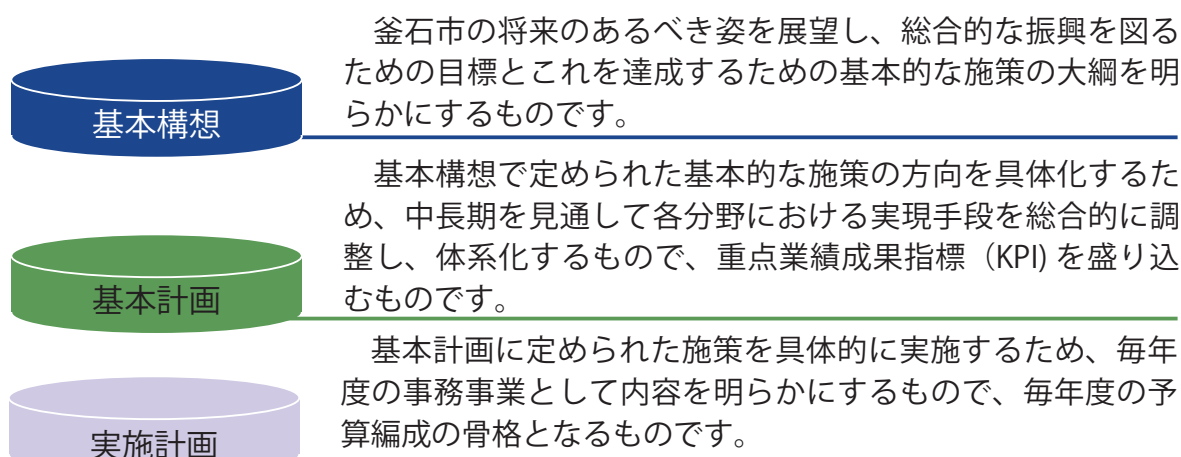 基本構想
　釜石市の将来のあるべき姿を展望し、総合的な振興を図る
ための目標とこれを達成するための基本的な施策の大綱を明
らかにするものです。
基本計画
　基本構想で定められた基本的な施策の方向を具体化するた
め、中長期を見通して各分野における実現手段を総合的に調
整し、体系化するもので、重点業績成果指標（KPI) を盛り込
むものです。
実施計画
　基本計画に定められた施策を具体的に実施するため、毎年
度の事務事業として内容を明らかにするもので、毎年度の予
算編成の骨格となるものです。